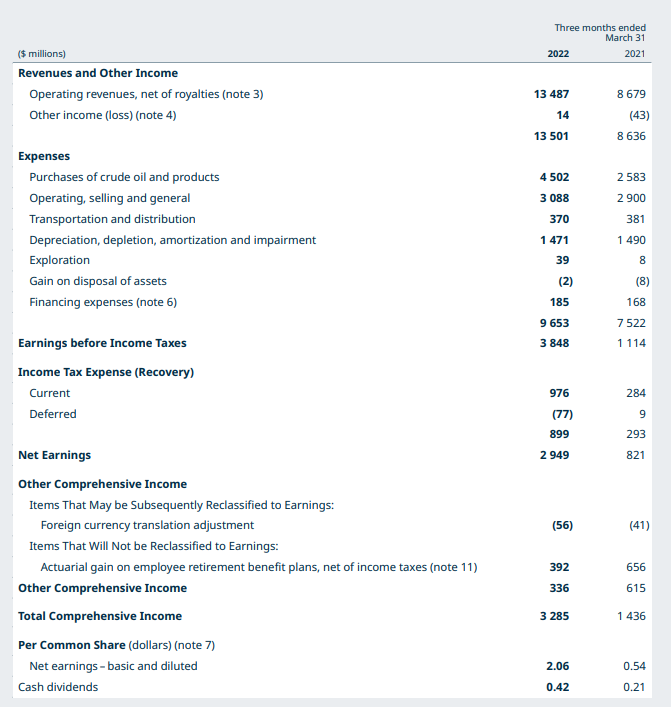 Three months ended
March 31
($ millions) 2022 2021
Revenues and Other Income
Operating revenues, net of royalties (note 3) 13 487 8 679
Other income (loss) (note 4) 14 (43)
13 501 8 636
Expenses
Purchases of crude oil and products 4 502 2 583
Operating, selling and general 3 088 2 900
Transportation and distribution 370 381
Depreciation, depletion, amortization and impairment 1 471 1 490
Exploration 39 8
Gain on disposal of assets (2) (8)
Financing expenses (note 6) 185 168
9 653 7 522
Earnings before Income Taxes 3 848 1 114
Income Tax Expense (Recovery)
Current 976 284
Deferred (77) 9
899 293
Net Earnings 2 949 821
Other Comprehensive Income
Items That May be Subsequently Reclassified to Earnings:
Foreign currency translation adjustment (56) (41)
Items That Will Not be Reclassified to Earnings:
Actuarial gain on employee retirement benefit plans, net of income taxes (note 11) 392 656
Other Comprehensive Income 336 615
Total Comprehensive Income 3 285 1 436
Per Common Share (dollars) (note 7)
Net earnings – basic and diluted 2.06 0.54
Cash dividends 0.42 0.21